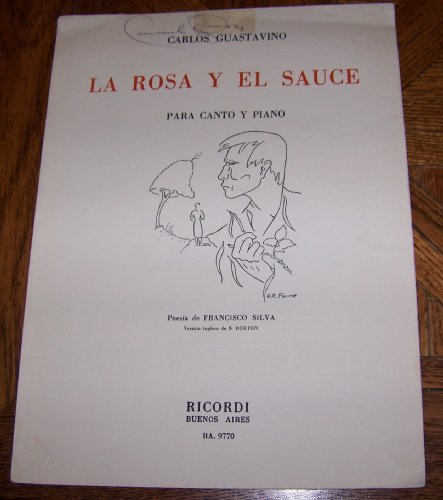 CARLOS GUASTAVINO
LA ROSA Y EL SAUCE
PARA CANTO Y PIANO
Poesía de FRANCISCO SILVA
Versión inglesa de S. HORTON
RICORDI
BUENOS AIRES
BA. 9770